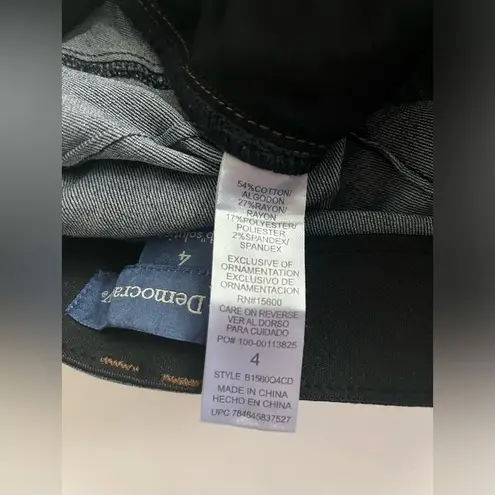 54%COTTON/
ALGODON
27%RAYON/
RAYON
17%POLYESTER/
POLIESTER
2%SPANDEX/
SPANDEX
EXCLUSIVE OF
ORNAMENTATION
EXCLUSIVO DE
ORNAMENTACION
RN#15600
CARE ON REVERSE
VER AL DORSO
PARA CUIDADO
PO# 100-00113825
4
STYLE B1560Q4CD
MADE IN CHINA
HECHO EN CHINA
UPC 784645837527
4
Democra